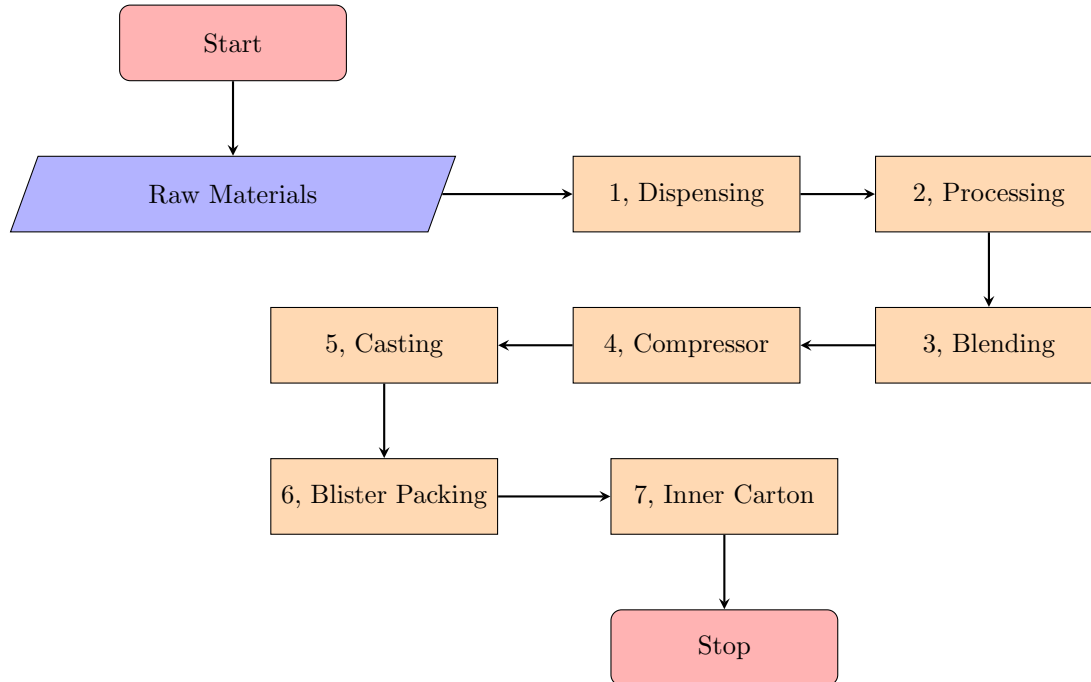 Start
Raw Materials
1, Dispensing
2, Processing
3, Blending
4, Compressor
5, Casting
6, Blister Packing
7, Inner Carton
Stop